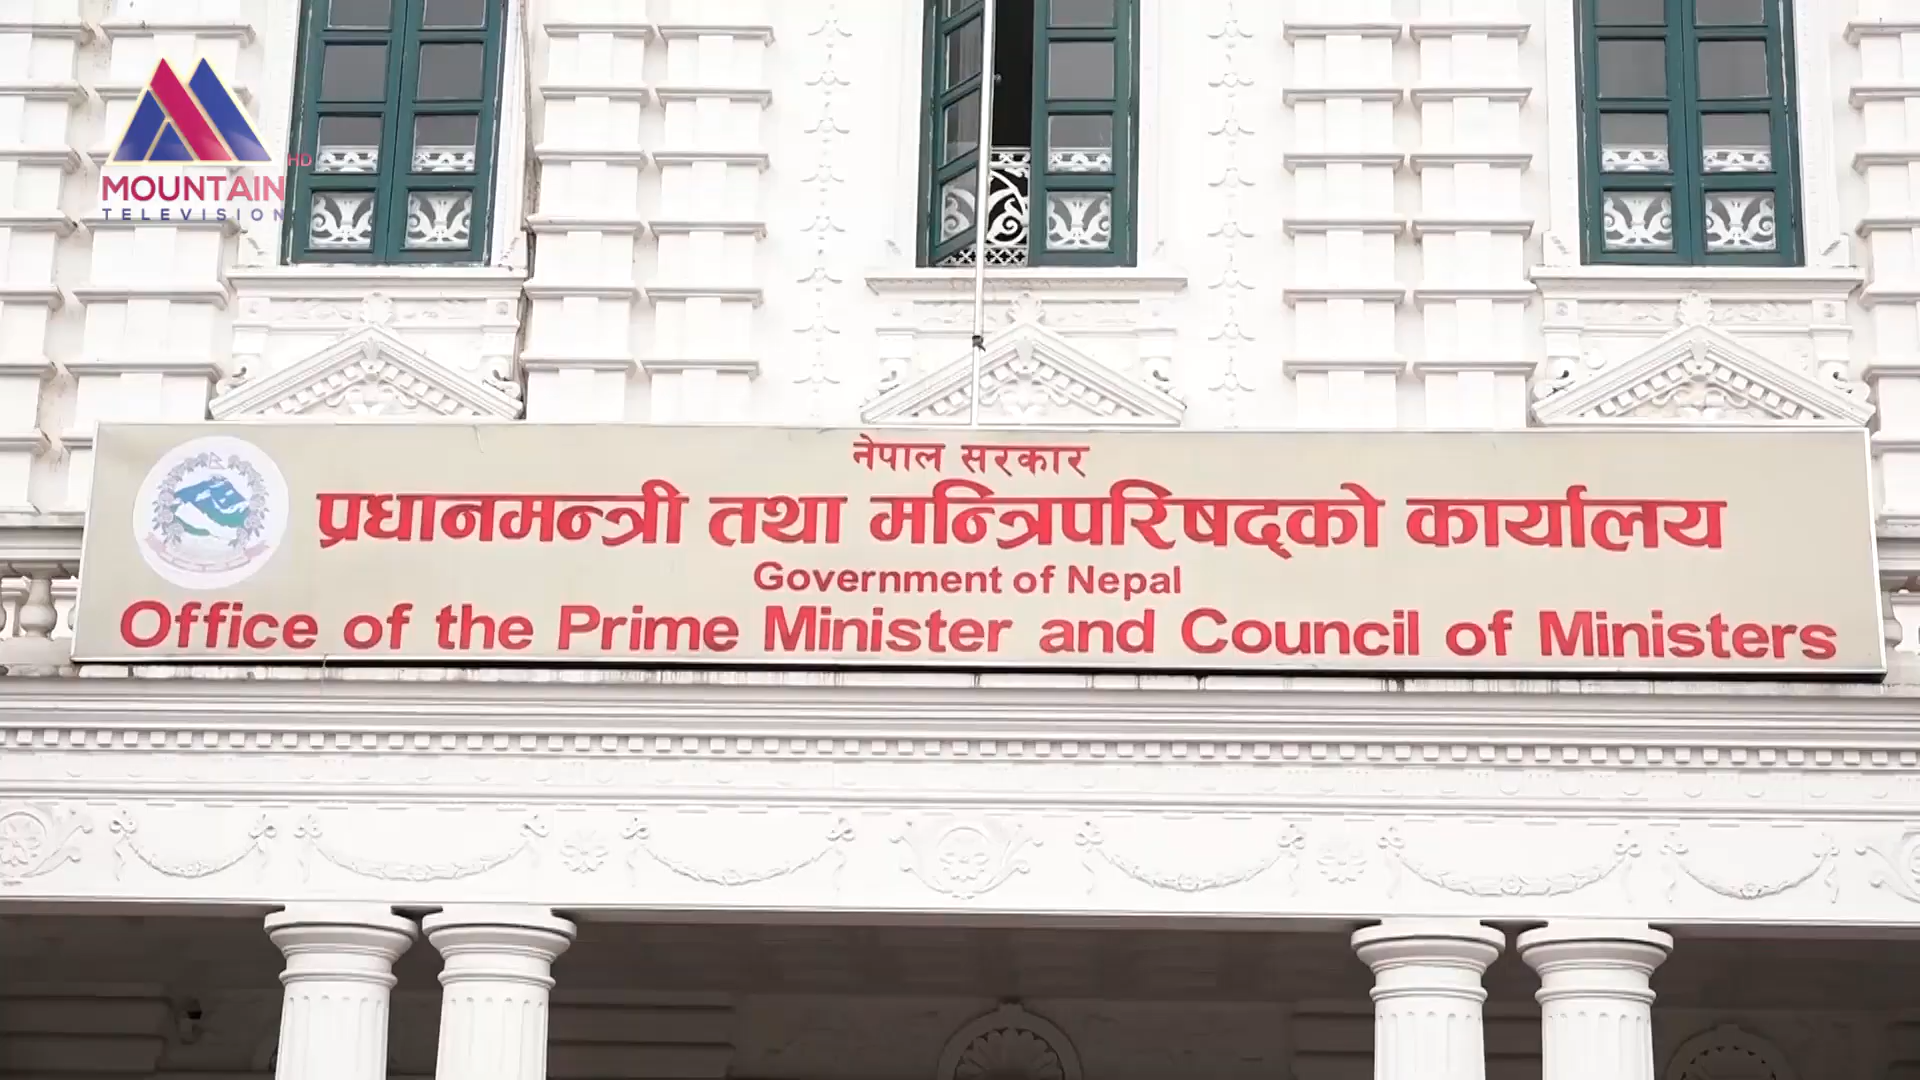 MOUNTAIN HD
TELEVISION
नेपाल सरकार
प्रधानमन्त्री तथा मन्त्रिपरिषद्को कार्यालय
Government of Nepal
Office of the Prime Minister and Council of Ministers